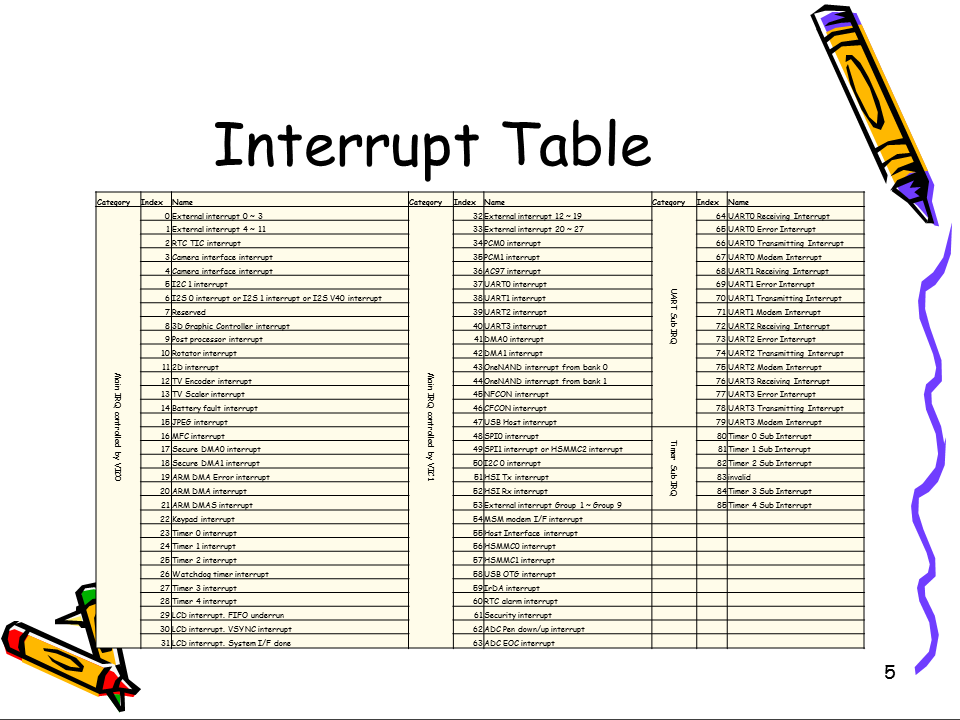 Interrupt Table
Category Index Name Category Index Name Category Index Name
Main IRQ controlled by VIC0
Main IRQ controlled by VIC1
UART Sub IRQ
Timer Sub IRQ
0 External interrupt 0 ~ 3 32 External interrupt 12 ~ 19 64 UART0 Receiving Interrupt
1 External interrupt 4 ~ 11 33 External interrupt 20 ~ 27 65 UART0 Error Interrupt
2 RTC TIC interrupt 34 PCM0 interrupt 66 UART0 Transmitting Interrupt
3 Camera interface interrupt 35 PCM1 interrupt 67 UART0 Modem Interrupt
4 Camera interface interrupt 36 AC97 interrupt 68 UART1 Receiving Interrupt
5 I2C 1 interrupt 37 UART0 interrupt 69 UART1 Error Interrupt
6 I2S 0 interrupt or I2S 1 interrupt or I2S V40 interrupt 38 UART1 interrupt 70 UART1 Transmitting Interrupt
7 Reserved 39 UART2 interrupt 71 UART1 Modem Interrupt
8 3D Graphic Controller interrupt 40 UART3 interrupt 72 UART2 Receiving Interrupt
9 Post processor interrupt 41 DMA0 interrupt 73 UART2 Error Interrupt
10 Rotator interrupt 42 DMA1 interrupt 74 UART2 Transmitting Interrupt
11 2D interrupt 43 OneNAND interrupt from bank 0 75 UART2 Modem Interrupt
12 TV Encoder interrupt 44 OneNAND interrupt from bank 1 76 UART3 Receiving Interrupt
13 TV Scaler interrupt 45 NFCON interrupt 77 UART3 Error Interrupt
14 Battery fault interrupt 46 CFCON interrupt 78 UART3 Transmitting Interrupt
15 JPEG interrupt 47 USB Host interrupt 79 UART3 Modem Interrupt
16 MFC interrupt 48 SPI0 interrupt 80 Timer 0 Sub Interrupt
17 Secure DMA0 interrupt 49 SPI1 interrupt or HSMMC2 interrupt 81 Timer 1 Sub Interrupt
18 Secure DMA1 interrupt 50 I2C 0 interrupt 82 Timer 2 Sub Interrupt
19 ARM DMA Error interrupt 51 HSI Tx interrupt 83 invalid
20 ARM DMA interrupt 52 HSI Rx interrupt 84 Timer 3 Sub Interrupt
21 ARM DMAS interrupt 53 External interrupt Group 1 ~ Group 9 85 Timer 4 Sub Interrupt
22 Keypad interrupt 54 MSM modem I/F interrupt
23 Timer 0 interrupt 55 Host Interface interrupt
24 Timer 1 interrupt 56 HSMMC0 interrupt
25 Timer 2 interrupt 57 HSMMC1 interrupt
26 Watchdog timer interrupt 58 USB OTG interrupt
27 Timer 3 interrupt 59 IrDA interrupt
28 Timer 4 interrupt 60 RTC alarm interrupt
29 LCD interrupt. FIFO underrun 61 Security interrupt
30 LCD interrupt. VSYNC interrupt 62 ADC Pen down/up interrupt
31 LCD interrupt. System I/F done 63 ADC EOC interrupt
5